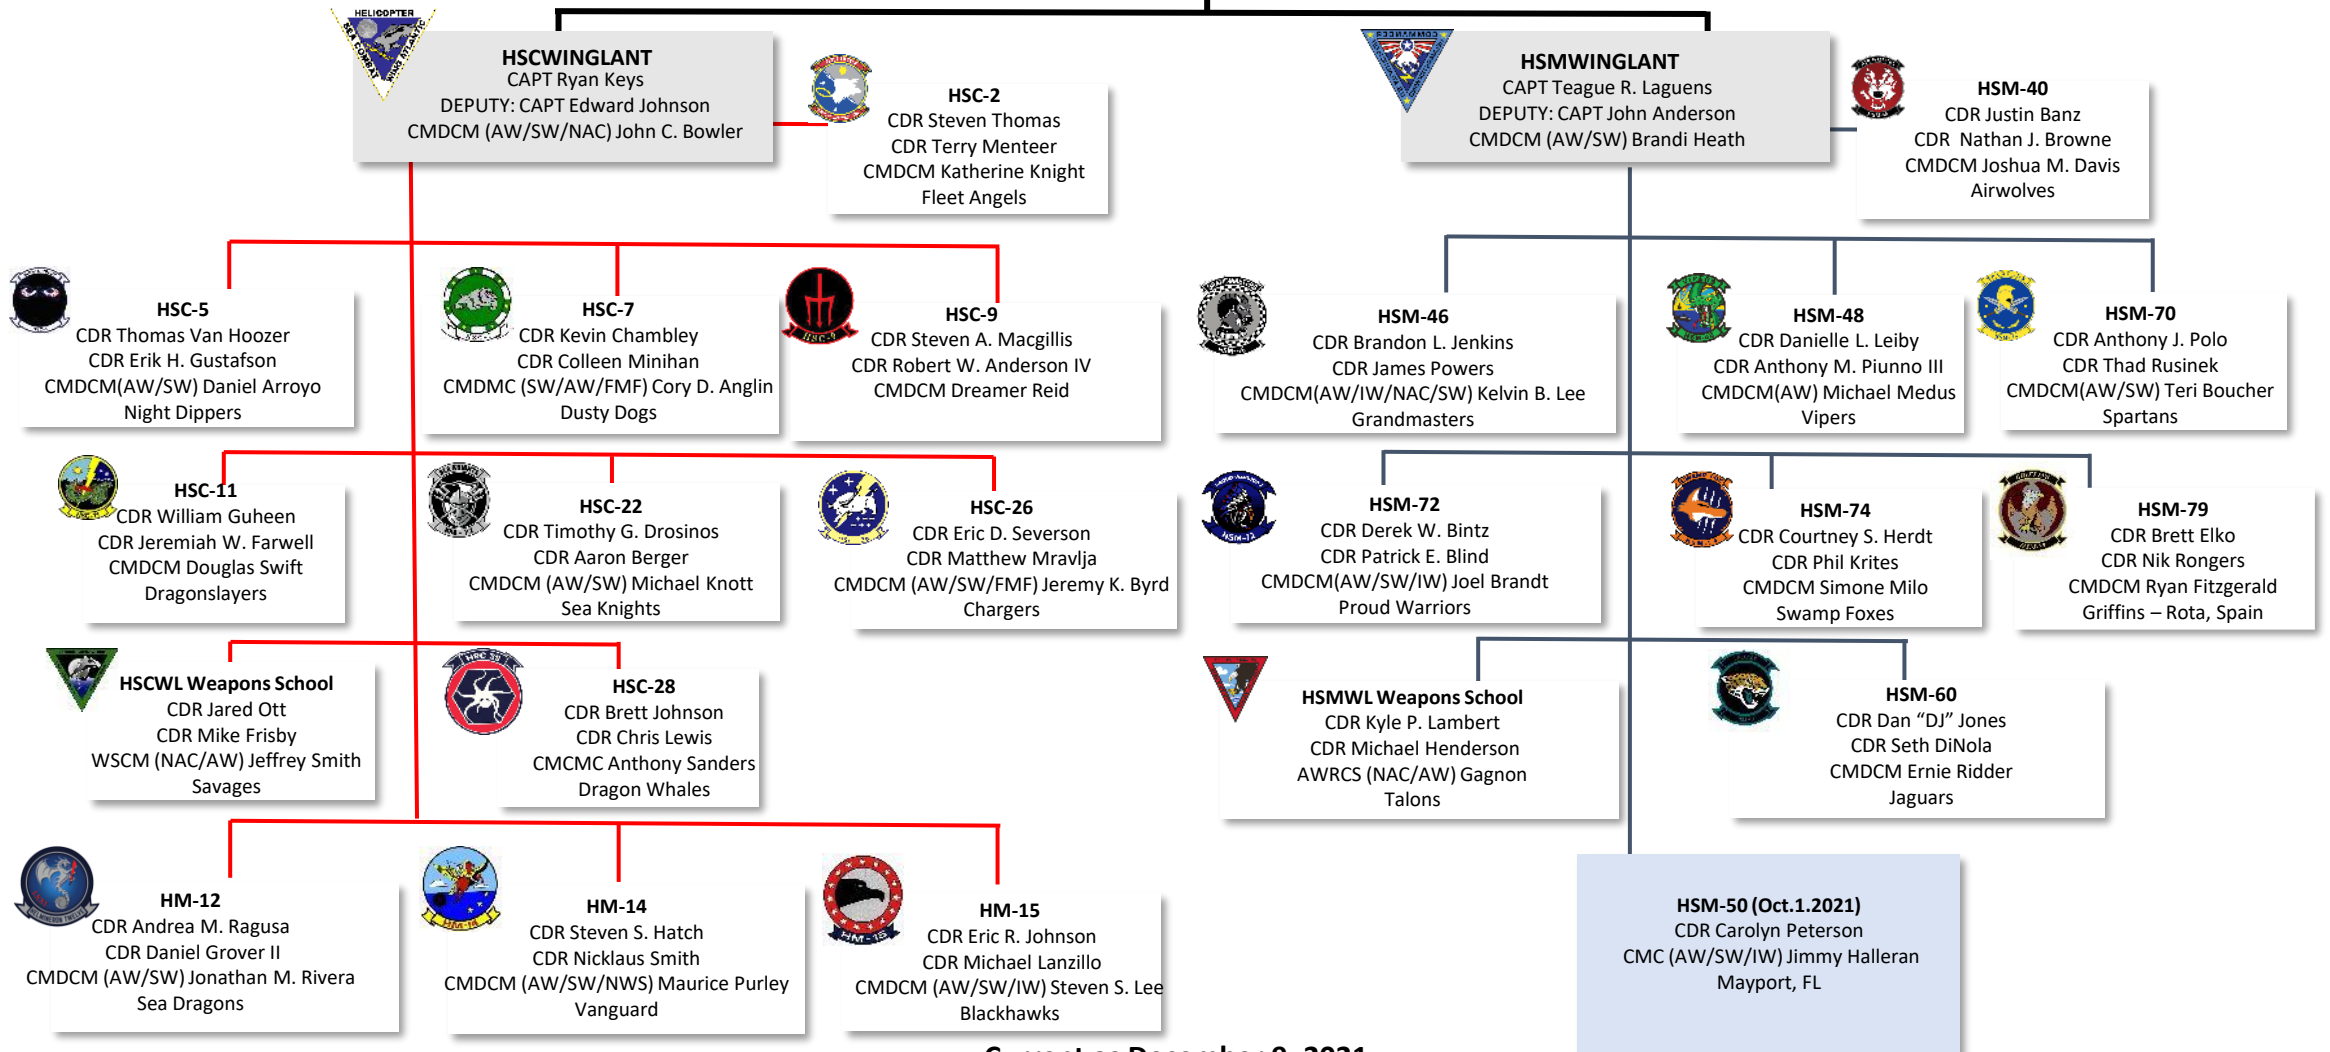 HELICOPTER
SEA COMBAT
WING ATLANTIC
HSCWINGLANT
CAPT Ryan Keys
DEPUTY: CAPT Edward Johnson
CMDCM (AW/SW/NAC) John C. Bowler
HSC-2
CDR Steven Thomas
CDR Terry Menteer
CMDCM Katherine Knight
Fleet Angels
HSMWINGLANT
CAPT Teague R. Laguens
DEPUTY: CAPT John Anderson
CMDCM (AW/SW) Brandi Heath
HSM-40
CDR Justin Banz
CDR Nathan J. Browne
CMDCM Joshua M. Davis
Airwolves
HSC-5
CDR Thomas Van Hoozer
CDR Erik H. Gustafson
CMDCM(AW/SW) Daniel Arroyo
Night Dippers
HSC-7
CDR Kevin Chambley
CDR Colleen Minihan
CMDMC (SW/AW/FMF) Cory D. Anglin
Dusty Dogs
HSC-9
HSC-9
CDR Steven A. Macgillis
CDR Robert W. Anderson IV
CMDCM Dreamer Reid
HSM-46
CDR Brandon L. Jenkins
CDR James Powers
CMDCM(AW/IW/NAC/SW) Kelvin B. Lee
Grandmasters
HSM-48
CDR Danielle L. Leiby
CDR Anthony M. Piunno III
CMDCM(AW) Michael Medus
Vipers
HSM-70
CDR Anthony J. Polo
CDR Thad Rusinek
CMDCM(AW/SW) Teri Boucher
Spartans
HSC-11
CDR William Guheen
CDR Jeremiah W. Farwell
CMDCM Douglas Swift
Dragonslayers
HSC-22
CDR Timothy G. Drosinos
CDR Aaron Berger
CMDCM (AW/SW) Michael Knott
Sea Knights
HSC-26
CDR Eric D. Severson
CDR Matthew Mravlja
CMDCM (AW/SW/FMF) Jeremy K. Byrd
Chargers
HSM-72
HSM-72
CDR Derek W. Bintz
CDR Patrick E. Blind
CMDCM(AW/SW/IW) Joel Brandt
Proud Warriors
HSM-74
CDR Courtney S. Herdt
CDR Phil Krites
CMDCM Simone Milo
Swamp Foxes
HSM-79
CDR Brett Elko
CDR Nik Rongers
CMDCM Ryan Fitzgerald
Griffins – Rota, Spain
HSCWL Weapons School
CDR Jared Ott
CDR Mike Frisby
WSCM (NAC/AW) Jeffrey Smith
Savages
HSC-28
CDR Brett Johnson
CDR Chris Lewis
CMCMC Anthony Sanders
Dragon Whales
HSMWL Weapons School
CDR Kyle P. Lambert
CDR Michael Henderson
AWRCS (NAC/AW) Gagnon
Talons
HSM-60
CDR Dan “DJ” Jones
CDR Seth DiNola
CMDCM Ernie Ridder
Jaguars
HM-12
CDR Andrea M. Ragusa
CDR Daniel Grover II
CMDCM (AW/SW) Jonathan M. Rivera
Sea Dragons
HM-14
HM-14
CDR Steven S. Hatch
CDR Nicklaus Smith
CMDCM (AW/SW/NWS) Maurice Purley
Vanguard
HM-15
HM-15
CDR Eric R. Johnson
CDR Michael Lanzillo
CMDCM (AW/SW/IW) Steven S. Lee
Blackhawks
HSM-50 (Oct.1.2021)
CDR Carolyn Peterson
CMC (AW/SW/IW) Jimmy Halleran
Mayport, FL
Current as December 9, 2021